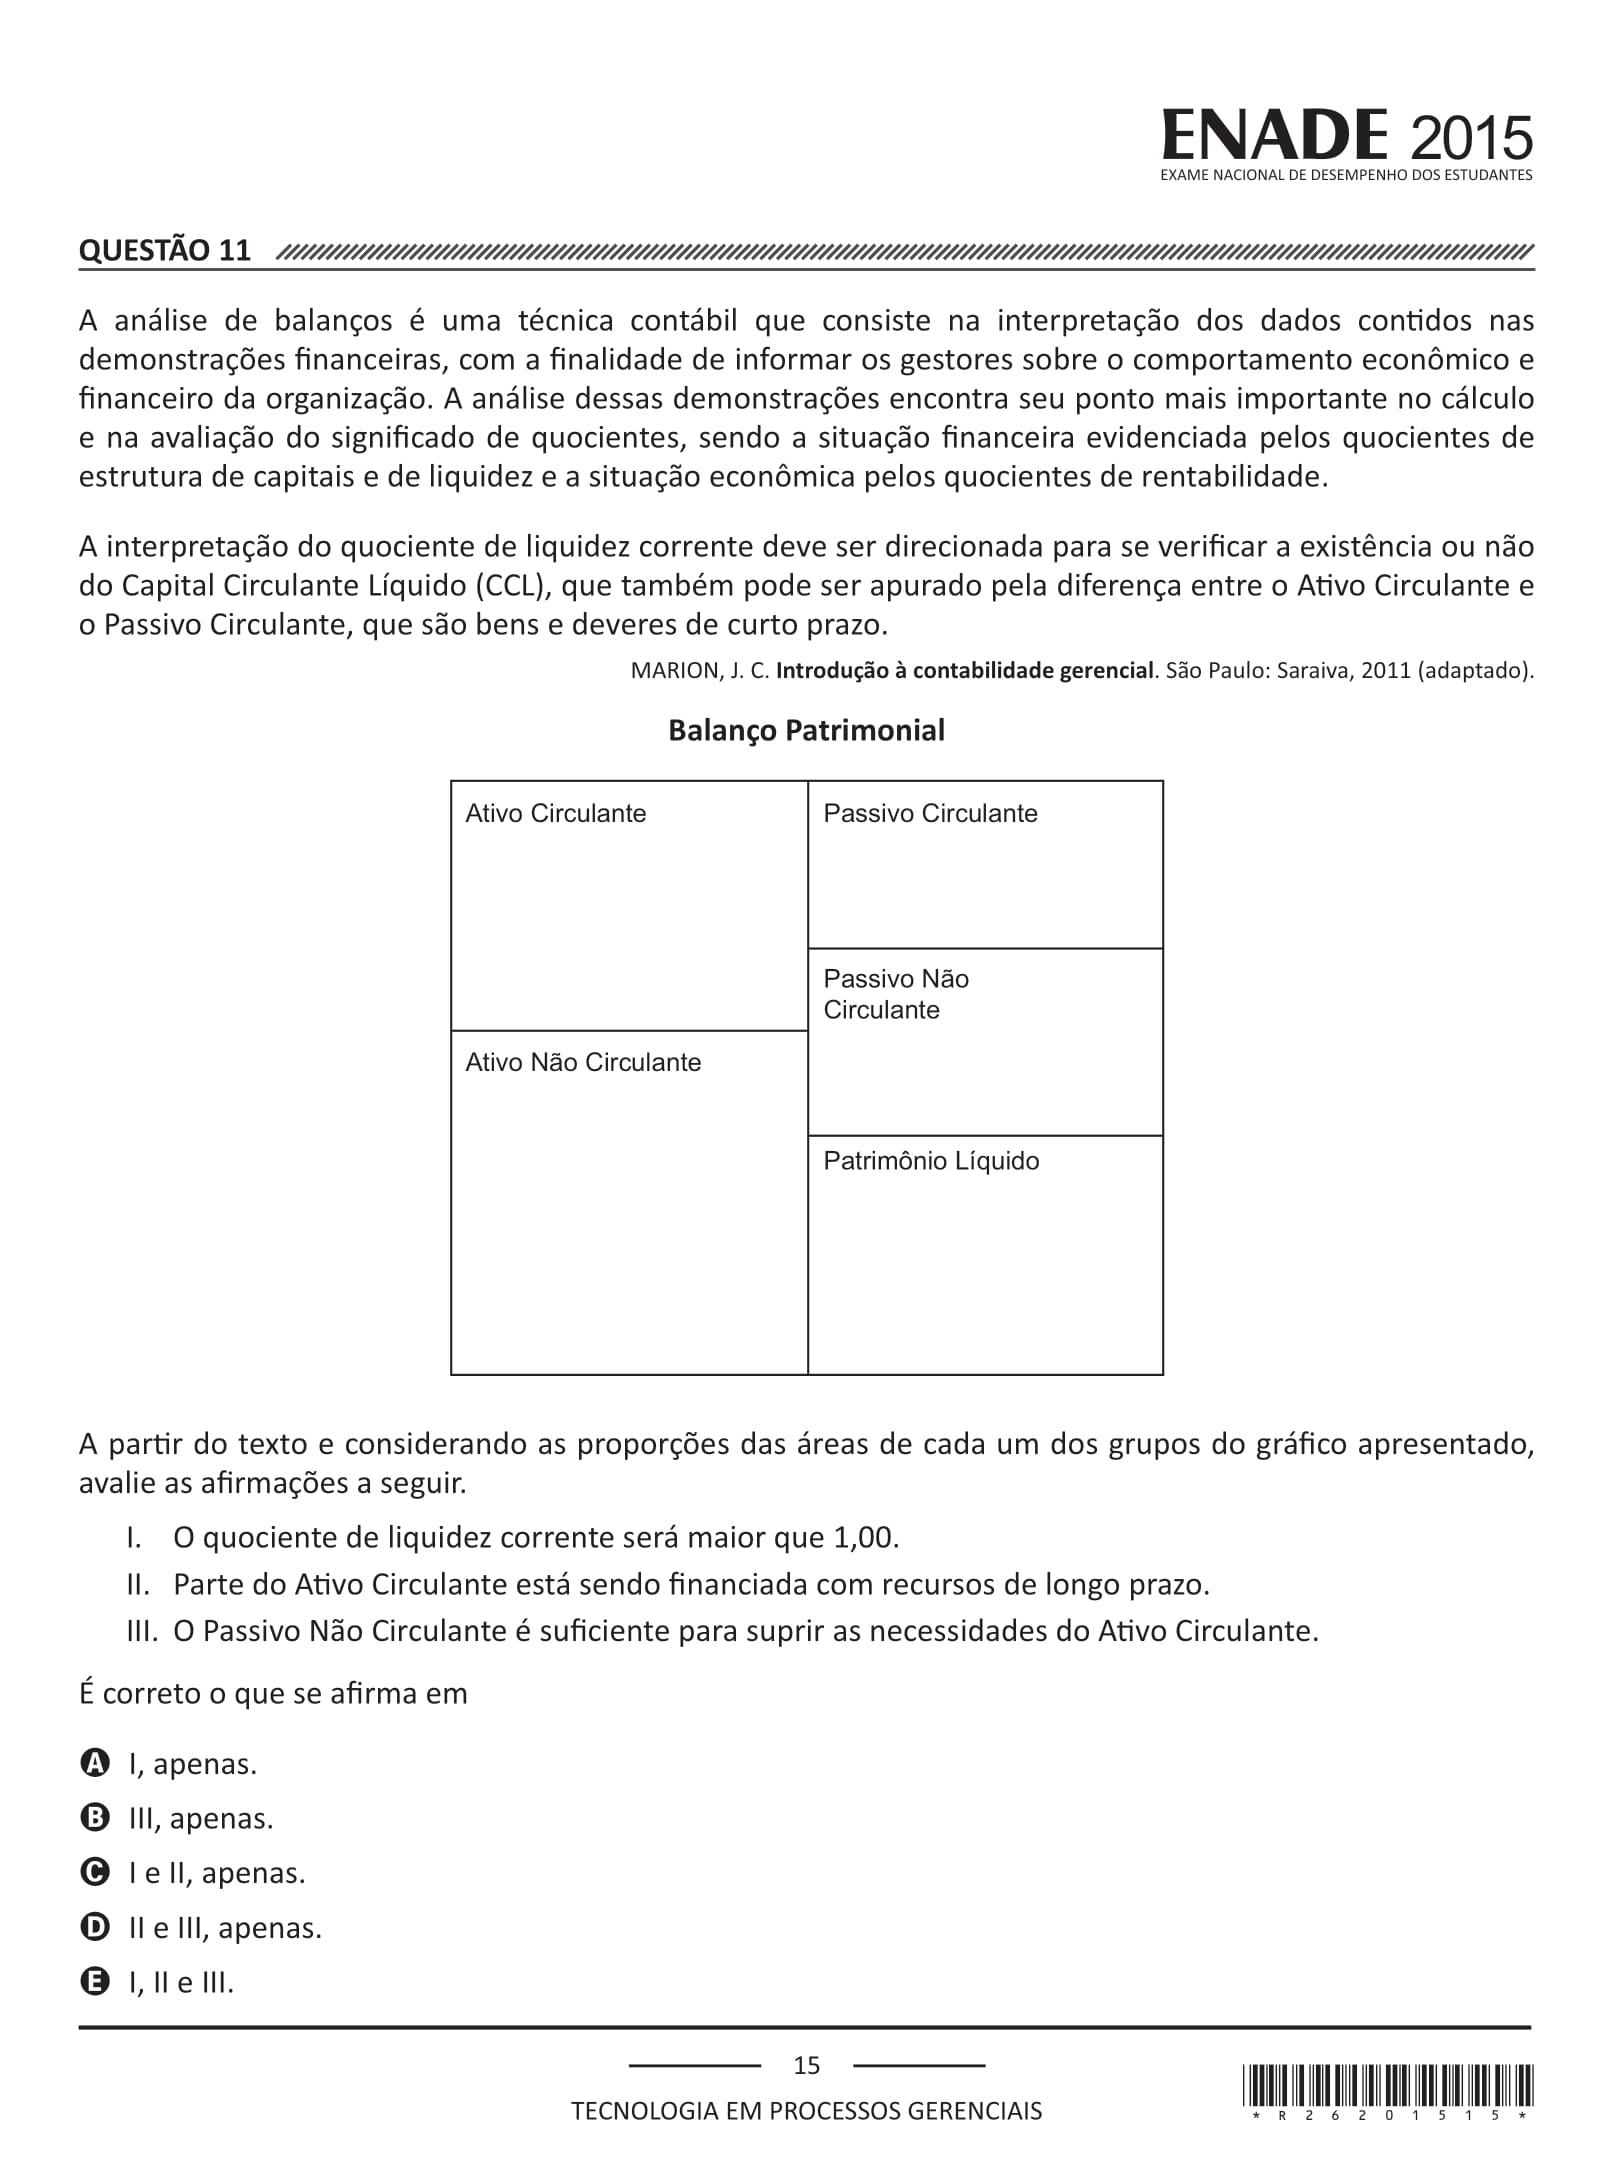 ENADE 2015
EXAME NACIONAL DE DESEMPENHO DOS ESTUDANTES
QUESTÃO 11
A análise de balanços é uma técnica contábil que consiste na interpretação dos dados contidos nas
demonstrações financeiras, com a finalidade de informar os gestores sobre o comportamento econômico e
financeiro da organização. A análise dessas demonstrações encontra seu ponto mais importante no cálculo
e na avaliação do significado de quocientes, sendo a situação financeira evidenciada pelos quocientes de
estrutura de capitais e de liquidez e a situação econômica pelos quocientes de rentabilidade.
A interpretação do quociente de liquidez corrente deve ser direcionada para se verificar a existência ou não
do Capital Circulante Líquido (CCL), que também pode ser apurado pela diferença entre o Ativo Circulante e
o Passivo Circulante, que são bens e deveres de curto prazo.
MARION, J. C. Introdução à contabilidade gerencial. São Paulo: Saraiva, 2011 (adaptado).
Balanço Patrimonial
Ativo Circulante
Passivo Circulante
Passivo Não
Circulante
Ativo Não Circulante
Patrimônio Líquido
A partir do texto e considerando as proporções das áreas de cada um dos grupos do gráfico apresentado,
avalie as afirmações a seguir.
I. O quociente de liquidez corrente será maior que 1,00.
II. Parte do Ativo Circulante está sendo financiada com recursos de longo prazo.
III. O Passivo Não Circulante é suficiente para suprir as necessidades do Ativo Circulante.
É correto o que se afirma em
A I, apenas.
B III, apenas.
C I e II, apenas.
D II e III, apenas.
E I, II e III.
15
TECNOLOGIA EM PROCESSOS GERENCIAIS
* R 2 6 2 0 1 5 1 5 *